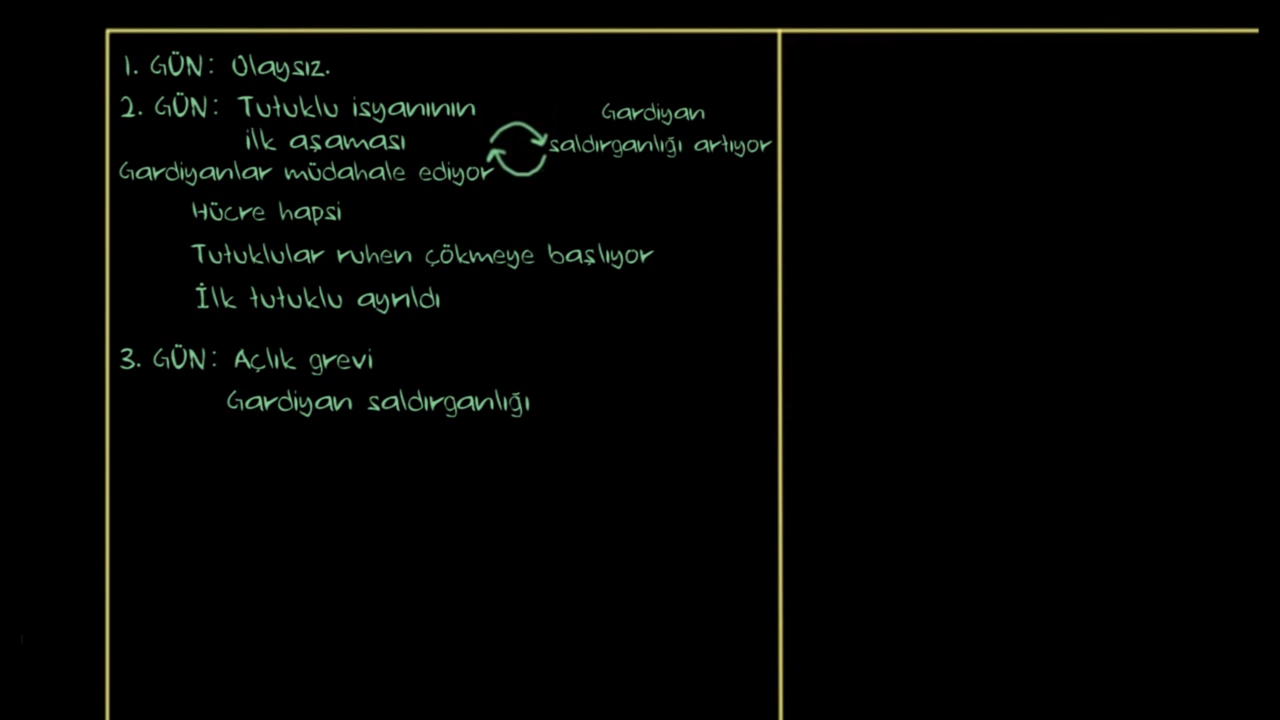 1. GÜN: Olaysız.
2. GÜN: Tutuklu isyanının
ilk aşaması
Gardiyan
saldırganlığı artıyor
Gardiyanlar müdahale ediyor
Hücre hapsi
Tutuklular ruhen çökmeye başlıyor
İlk tutuklu ayrıldı
3. GÜN: Açlık grevi
Gardiyan saldırganlığı